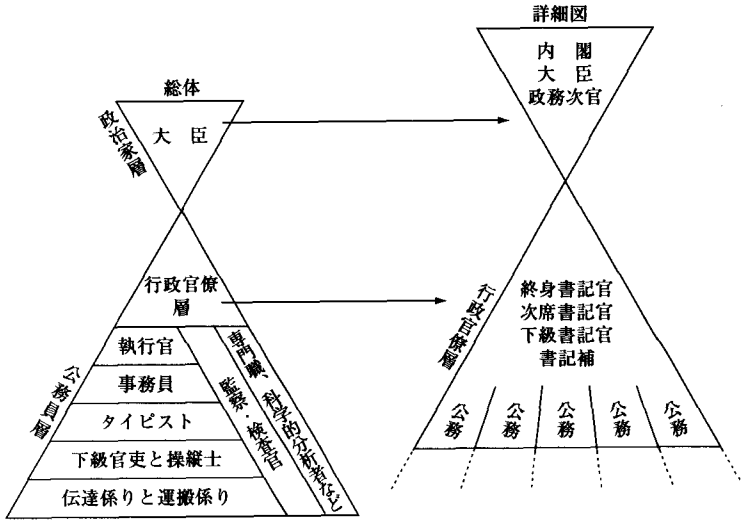 総体
政治家層
大臣
行政官僚
層
公務員層
執行官
事務員
タイピスト
下級官吏と操縦士
伝達係りと運搬係り
監察・検査官
専門職、科学的分析者など
詳細図
内閣
大臣
政務次官
行政官僚層
終身書記官
次席書記官
下級書記官
書記補
公務
公務
公務
公務
公務